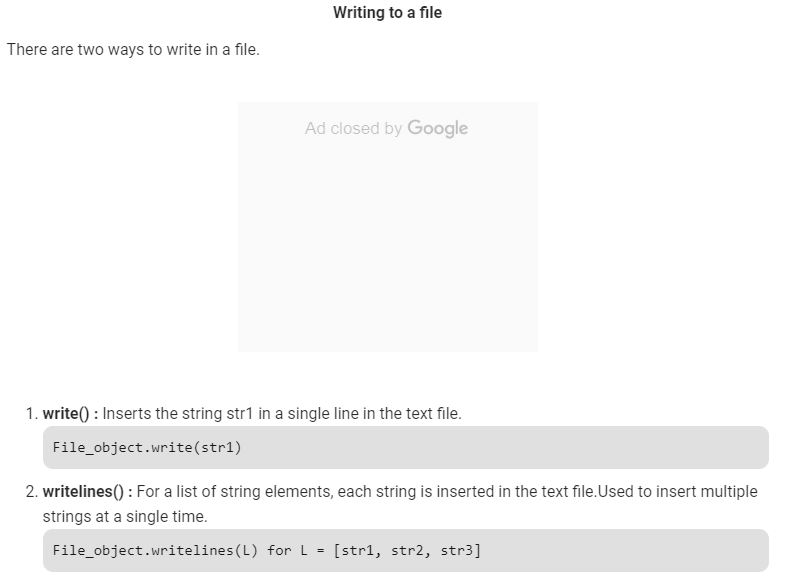 Writing to a file
There are two ways to write in a file.
Ad closed by Google
1. write() : Inserts the string str1 in a single line in the text file.
File_object.write(str1)
2. writelines() : For a list of string elements, each string is inserted in the text file.Used to insert multiple
strings at a single time.
File_object.writelines(L) for L = [str1, str2, str3]